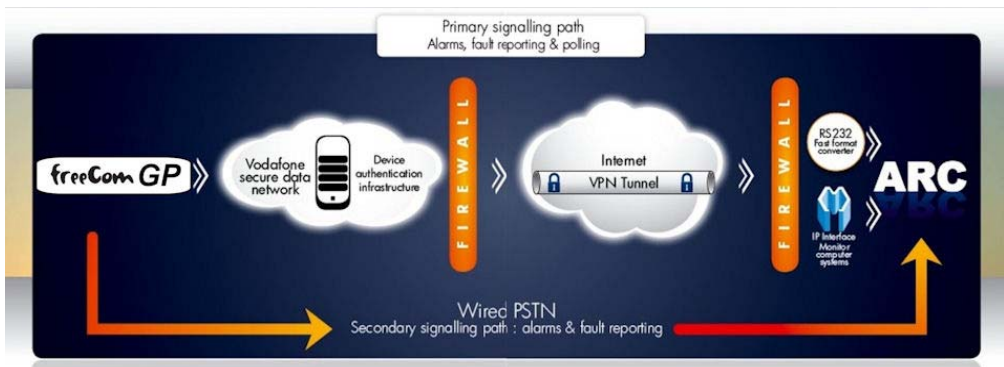 Primary signalling path
Alarms, fault reporting & polling
freeCom GP
Vodafone
secure data
network
Device
authentication
infrastructure
FIREWALL
Internet
VPN Tunnel
FIREWALL
RS232
Fast format
converter
IP Interface
Monitor
computer
systems
ARC
Wired PSTN
Secondary signalling path : alarms & fault reporting